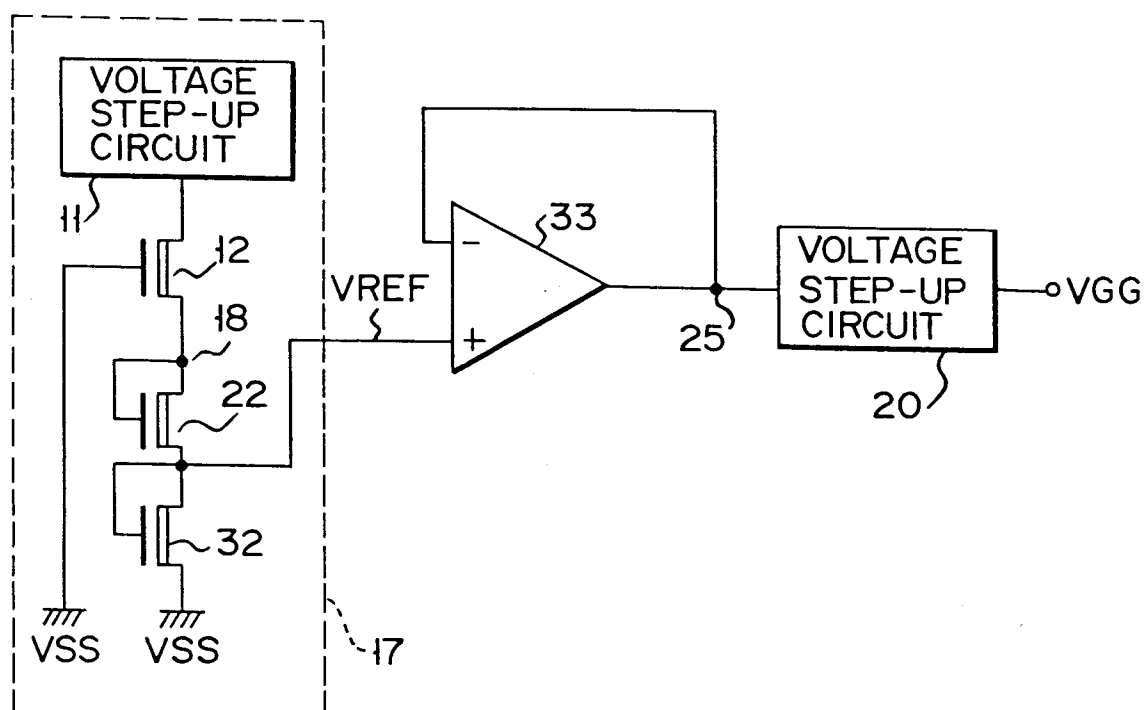 VOLTAGE
STEP-UP
CIRCUIT
11
12
18
22
32
VSS
VSS
17
VREF
-
+
33
25
VOLTAGE
STEP-UP
CIRCUIT
20
VGG